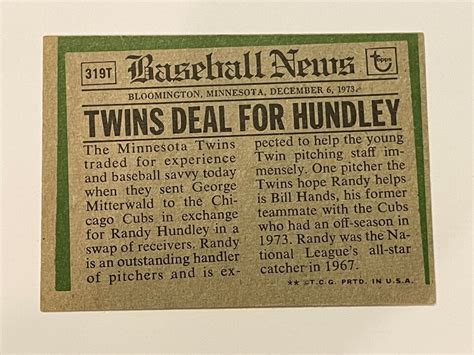 319T
Baseball News
topps
BLOOMINGTON, MINNESOTA, DECEMBER 6, 1973
TWINS DEAL FOR HUNDLEY
The Minnesota Twins
traded for experience
and baseball savvy today
when they sent George
Mitterwald to the Chi-
cago Cubs in exchange
for Randy Hundley in a
swap of receivers. Randy
is an outstanding handler
of pitchers and is ex-
pected to help the young
Twin pitching staff im-
mensely. One pitcher the
Twins hope Randy helps
is Bill Hands, his former
teammate with the Cubs
who had an off-season in
1973. Randy was the Na-
tional League's all-star
catcher in 1967.
** ©T.C.G. PRTD. IN U.S.A.